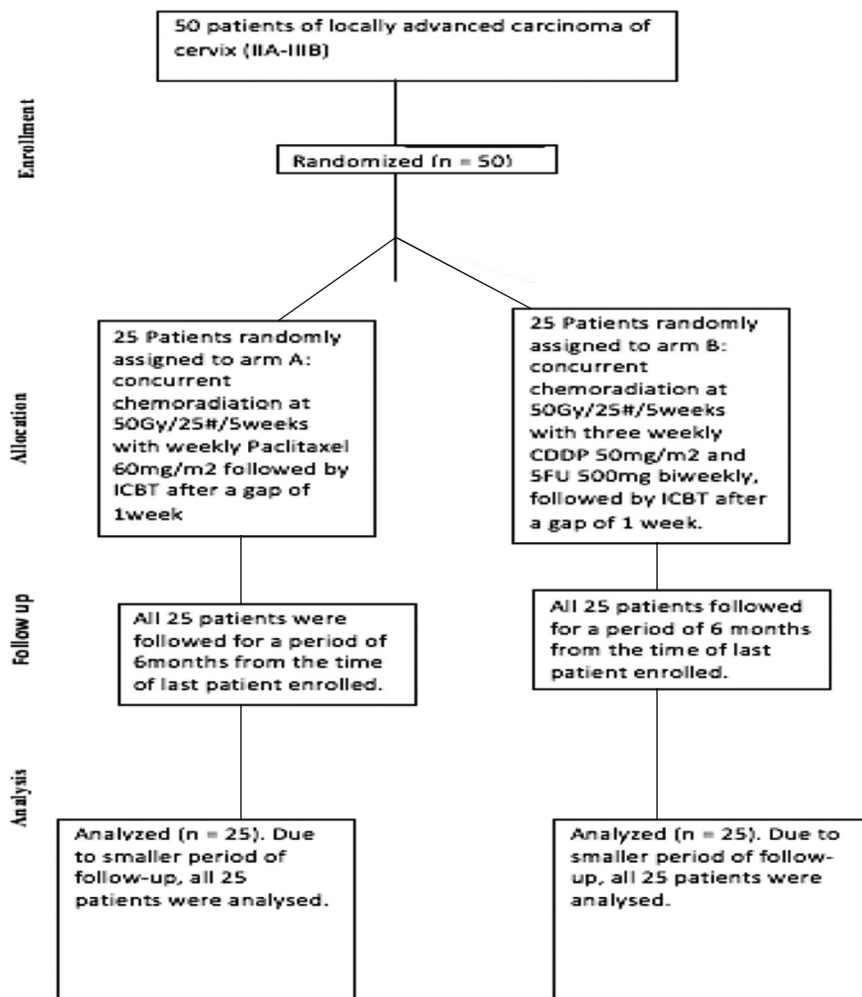 50 patients of locally advanced carcinoma of
cervix (IIA-IIIB)
Enrollment
Randomized (n = 50)
Allocation
25 Patients randomly
assigned to arm A:
concurrent
chemoradiation at
50Gy/25#/5weeks
with weekly Paclitaxel
60mg/m2 followed by
ICBT after a gap of
1week
25 Patients randomly
assigned to arm B:
concurrent
chemoradiation at
50Gy/25#/5weeks
with three weekly
CDDP 50mg/m2 and
5FU 500mg biweekly,
followed by ICBT after
a gap of 1 week.
Follow up
All 25 patients were
followed for a period of
6months from the time
of last patient enrolled.
All 25 patients followed
for a period of 6 months
from the time of last
patient enrolled.
Analysis
Analyzed (n = 25). Due
to smaller period of
follow-up, all 25
patients were analysed.
Analyzed (n = 25). Due to
smaller period of follow-
up, all 25 patients were
analysed.